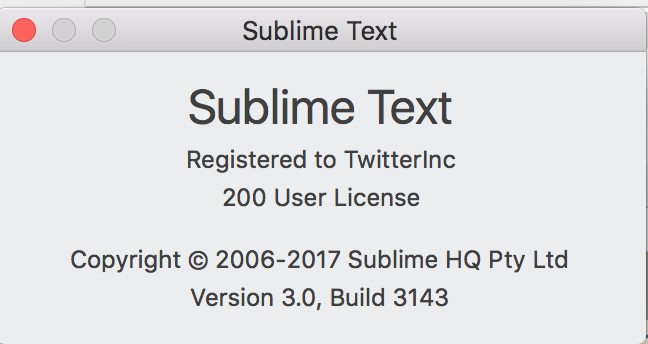 Sublime Text
Sublime Text
Registered to TwitterInc
200 User License
Copyright © 2006-2017 Sublime HQ Pty Ltd
Version 3.0, Build 3143